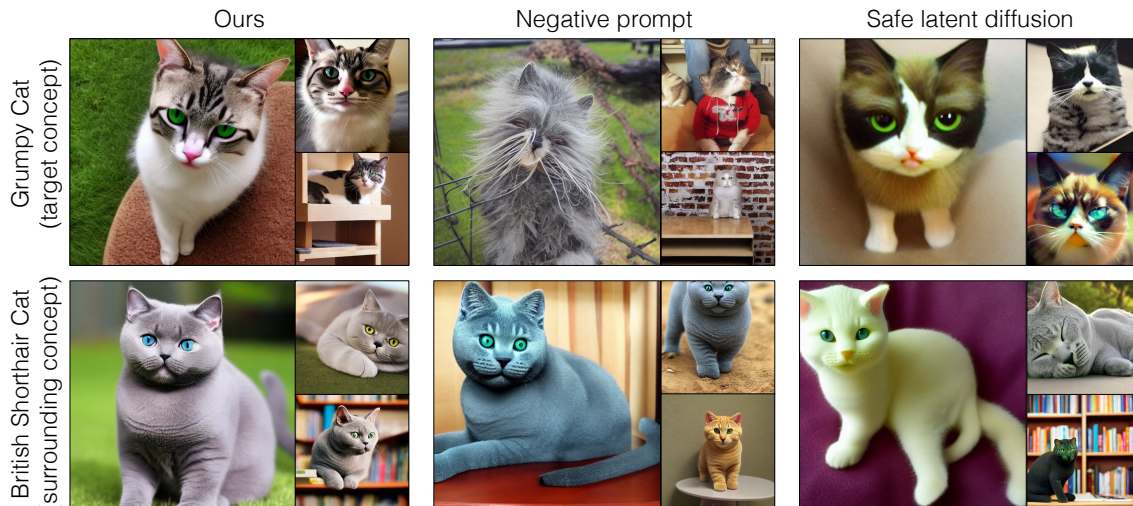 Ours
Negative prompt
Safe latent diffusion
Grumpy Cat
(target concept)
British Shorthair Cat
surrounding concept)